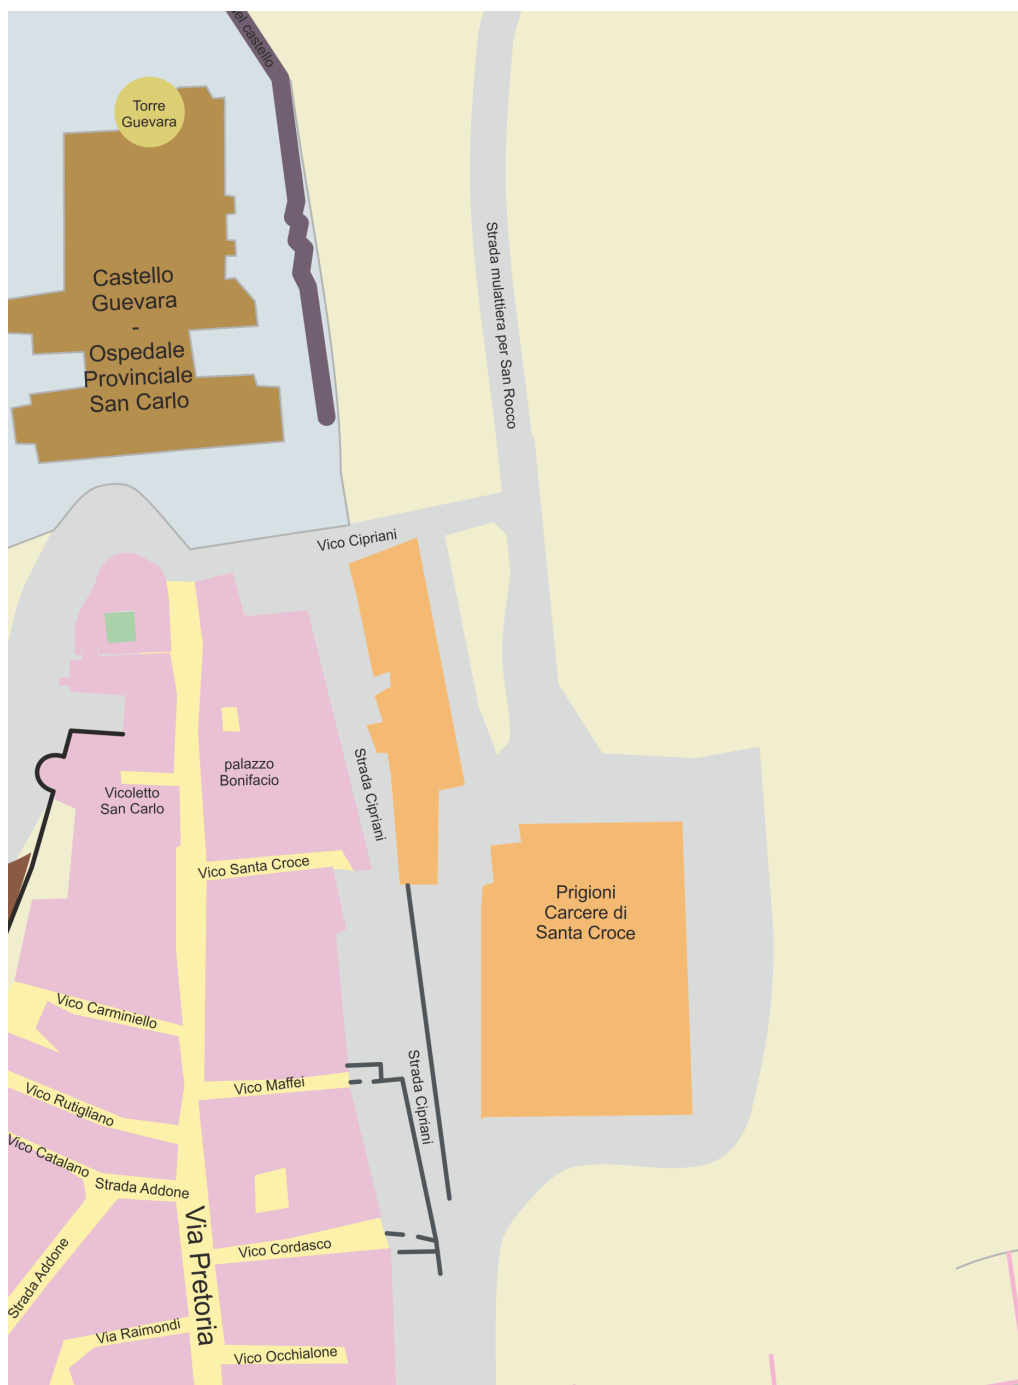 el castello
Torre
Guevara
Castello
Guevara
-
Ospedale
Provinciale
San Carlo
Strada mulattiera per San Rocco
Vico Cipriani
Strada Cipriani
palazzo
Bonifacio
Vicoletto
San Carlo
Vico Santa Croce
Prigioni
Carcere di
Santa Croce
Vico Carminiello
Strada Cipriani
Vico Maffei
Vico Rutigliano
Vico Catalano
Strada Addone
Strada Addone
Via Pretoria
Vico Cordasco
Via Raimondi
Vico Occhialone